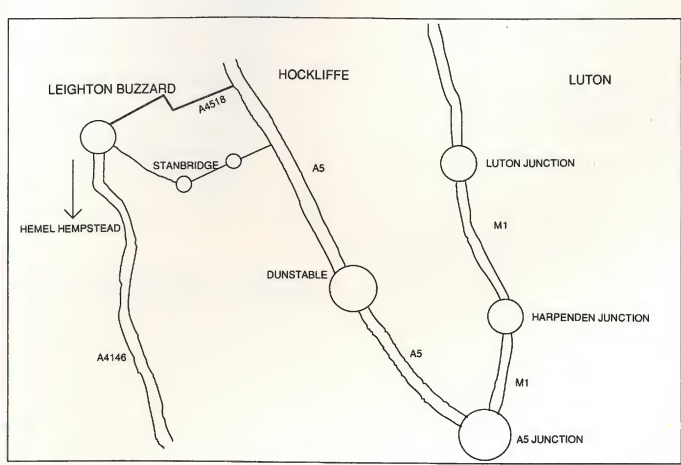 HOCKLIFFE
LUTON
LEIGHTON BUZZARD
A4518
STANBRIDGE
A5
LUTON JUNCTION
HEMEL HEMPSTEAD
M1
DUNSTABLE
HARPENDEN JUNCTION
A5
A4146
M1
A5 JUNCTION